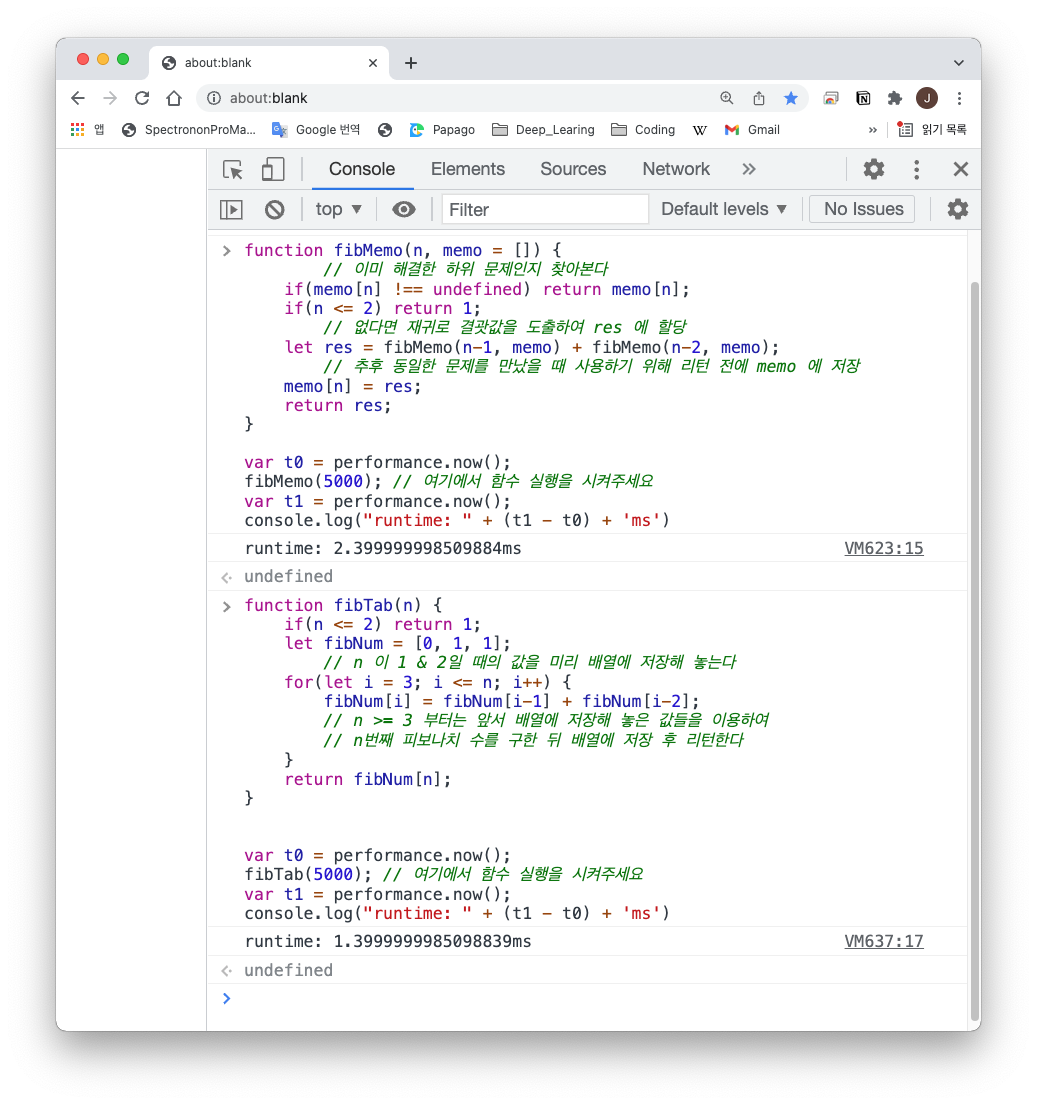 about:blank
about:blank
J
앱 SpectrononProMa... Google 번역 Papago Deep_Learing Coding W Gmail » 읽기 목록
Console Elements Sources Network »
top ▼ Filter Default levels ▼ No Issues
> function fibMemo(n, memo = []) {
// 이미 해결한 하위 문제인지 찾아본다
if(memo[n] !== undefined) return memo[n];
if(n <= 2) return 1;
// 없다면 재귀로 결괏값을 도출하여 res 에 할당
let res = fibMemo(n-1, memo) + fibMemo(n-2, memo);
// 추후 동일한 문제를 만났을 때 사용하기 위해 리턴 전에 memo 에 저장
memo[n] = res;
return res;
}
var t0 = performance.now();
fibMemo(5000); // 여기에서 함수 실행을 시켜주세요
var t1 = performance.now();
console.log("runtime: " + (t1 - t0) + 'ms')
runtime: 2.399999998509884ms VM623:15
undefined
> function fibTab(n) {
if(n <= 2) return 1;
let fibNum = [0, 1, 1];
// n 이 1 & 2일 때의 값을 미리 배열에 저장해 놓는다
for(let i = 3; i <= n; i++) {
fibNum[i] = fibNum[i-1] + fibNum[i-2];
// n >= 3 부터는 앞서 배열에 저장해 놓은 값들을 이용하여
// n번째 피보나치 수를 구한 뒤 배열에 저장 후 리턴한다
}
return fibNum[n];
}
var t0 = performance.now();
fibTab(5000); // 여기에서 함수 실행을 시켜주세요
var t1 = performance.now();
console.log("runtime: " + (t1 - t0) + 'ms')
runtime: 1.3999999985098839ms VM637:17
undefined
>